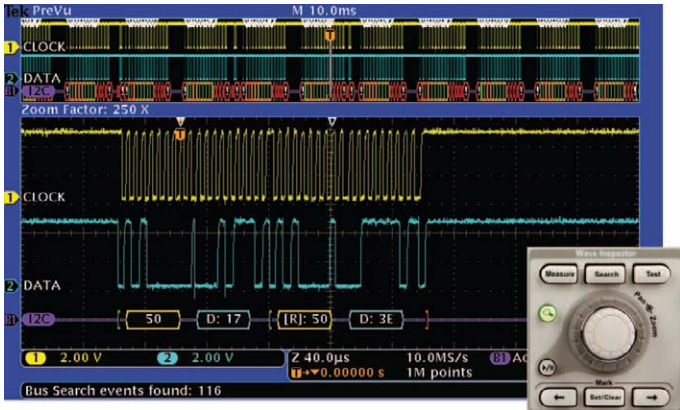 Tek PreVu M 10.0ms
1 CLOCK
2 DATA
B1 I2C
Zoom Factor: 250 X
1 CLOCK
2 DATA
B1 I2C 50 D: 17 [R]: 50 D: 3E
1 2.00 V 2 2.00 V Z 40.0µs 10.0MS/s B1
T→▼0.00000 s 1M points
Bus Search events found: 116
Wave Inspector
Measure Search Test
Pan Zoom
Mark
← Set/Clear →